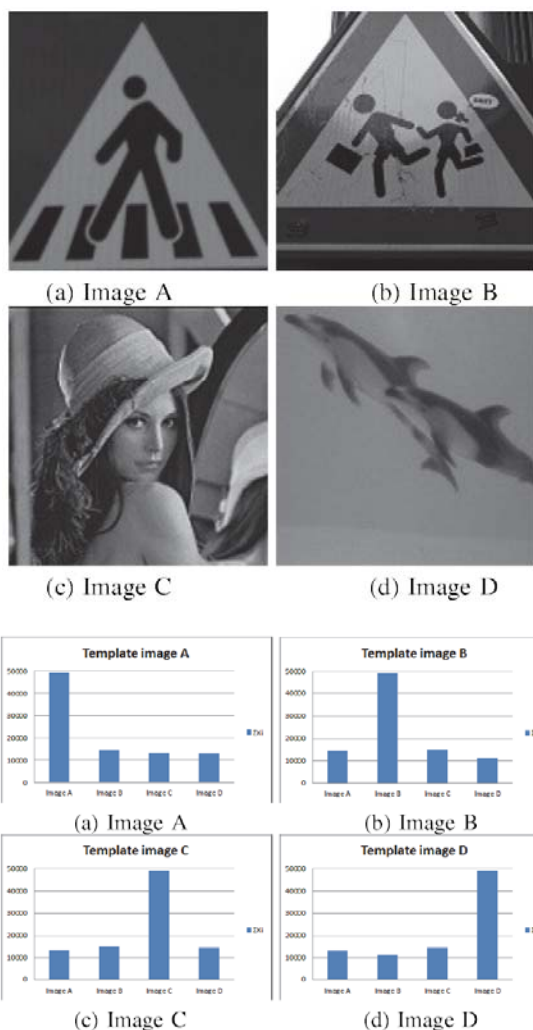 (a) Image A
(b) Image B
(c) Image C
(d) Image D
Template image A
50000
40000
30000
20000
10000
0
Image A Image B Image C Image D
(a) Image A
Template image B
50000
40000
30000
20000
10000
0
Image A Image B Image C Image D
(b) Image B
Template image C
50000
40000
30000
20000
10000
0
Image A Image B Image C Image D
(c) Image C
Template image D
50000
40000
30000
20000
10000
0
Image A Image B Image C Image D
(d) Image D